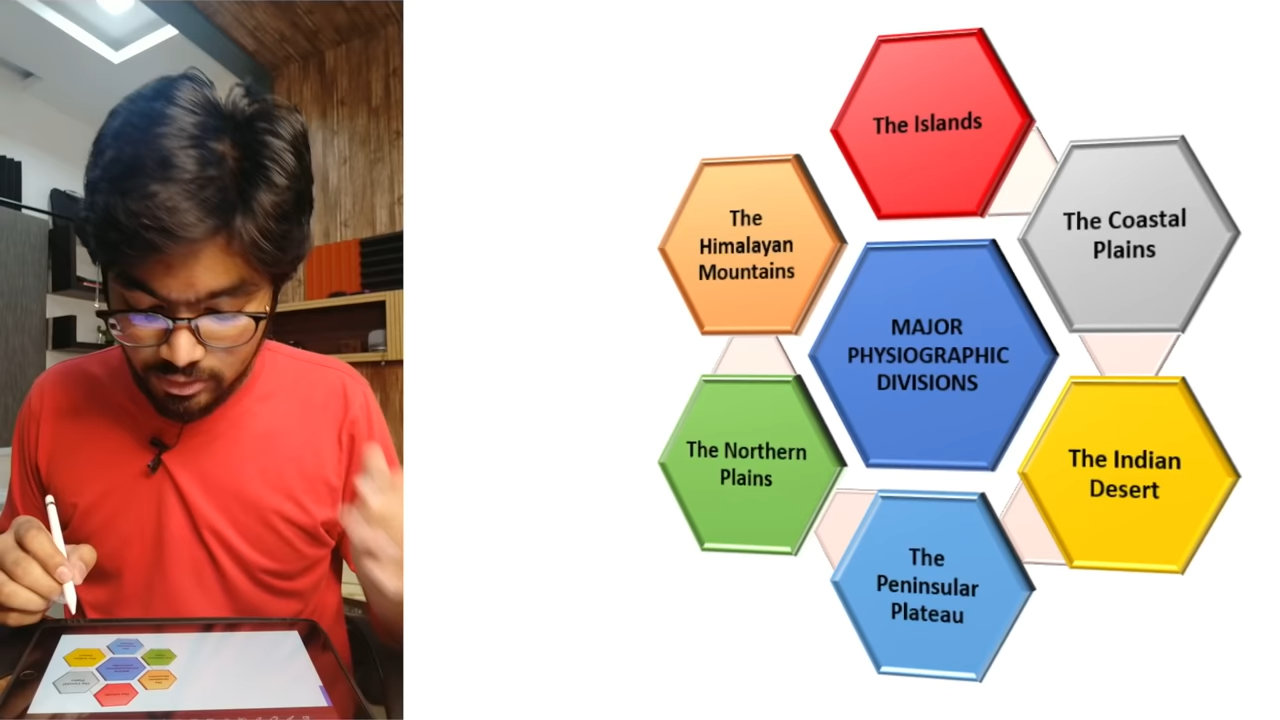 The Islands
The
Himalayan
Mountains
The Coastal
Plains
MAJOR
PHYSIOGRAPHIC
DIVISIONS
The Northern
Plains
The Indian
Desert
The
Peninsular
Plateau